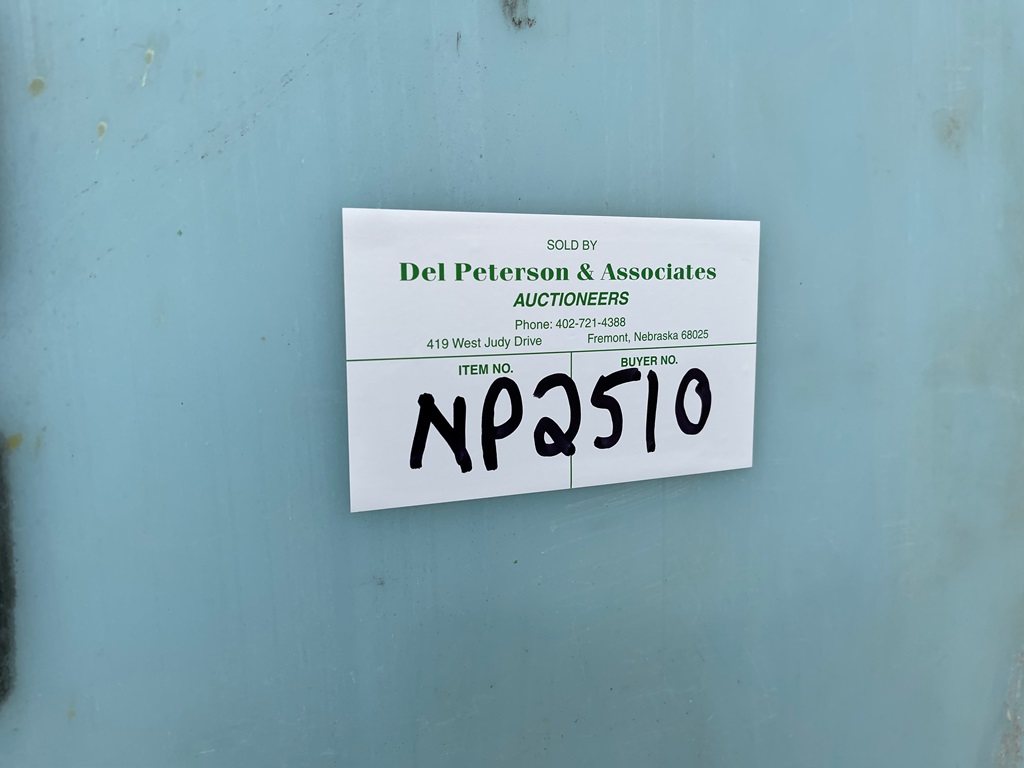 SOLD BY
Del Peterson & Associates
AUCTIONEERS
Phone: 402-721-4388
419 West Judy Drive Fremont, Nebraska 68025
ITEM NO. BUYER NO.
NP2510